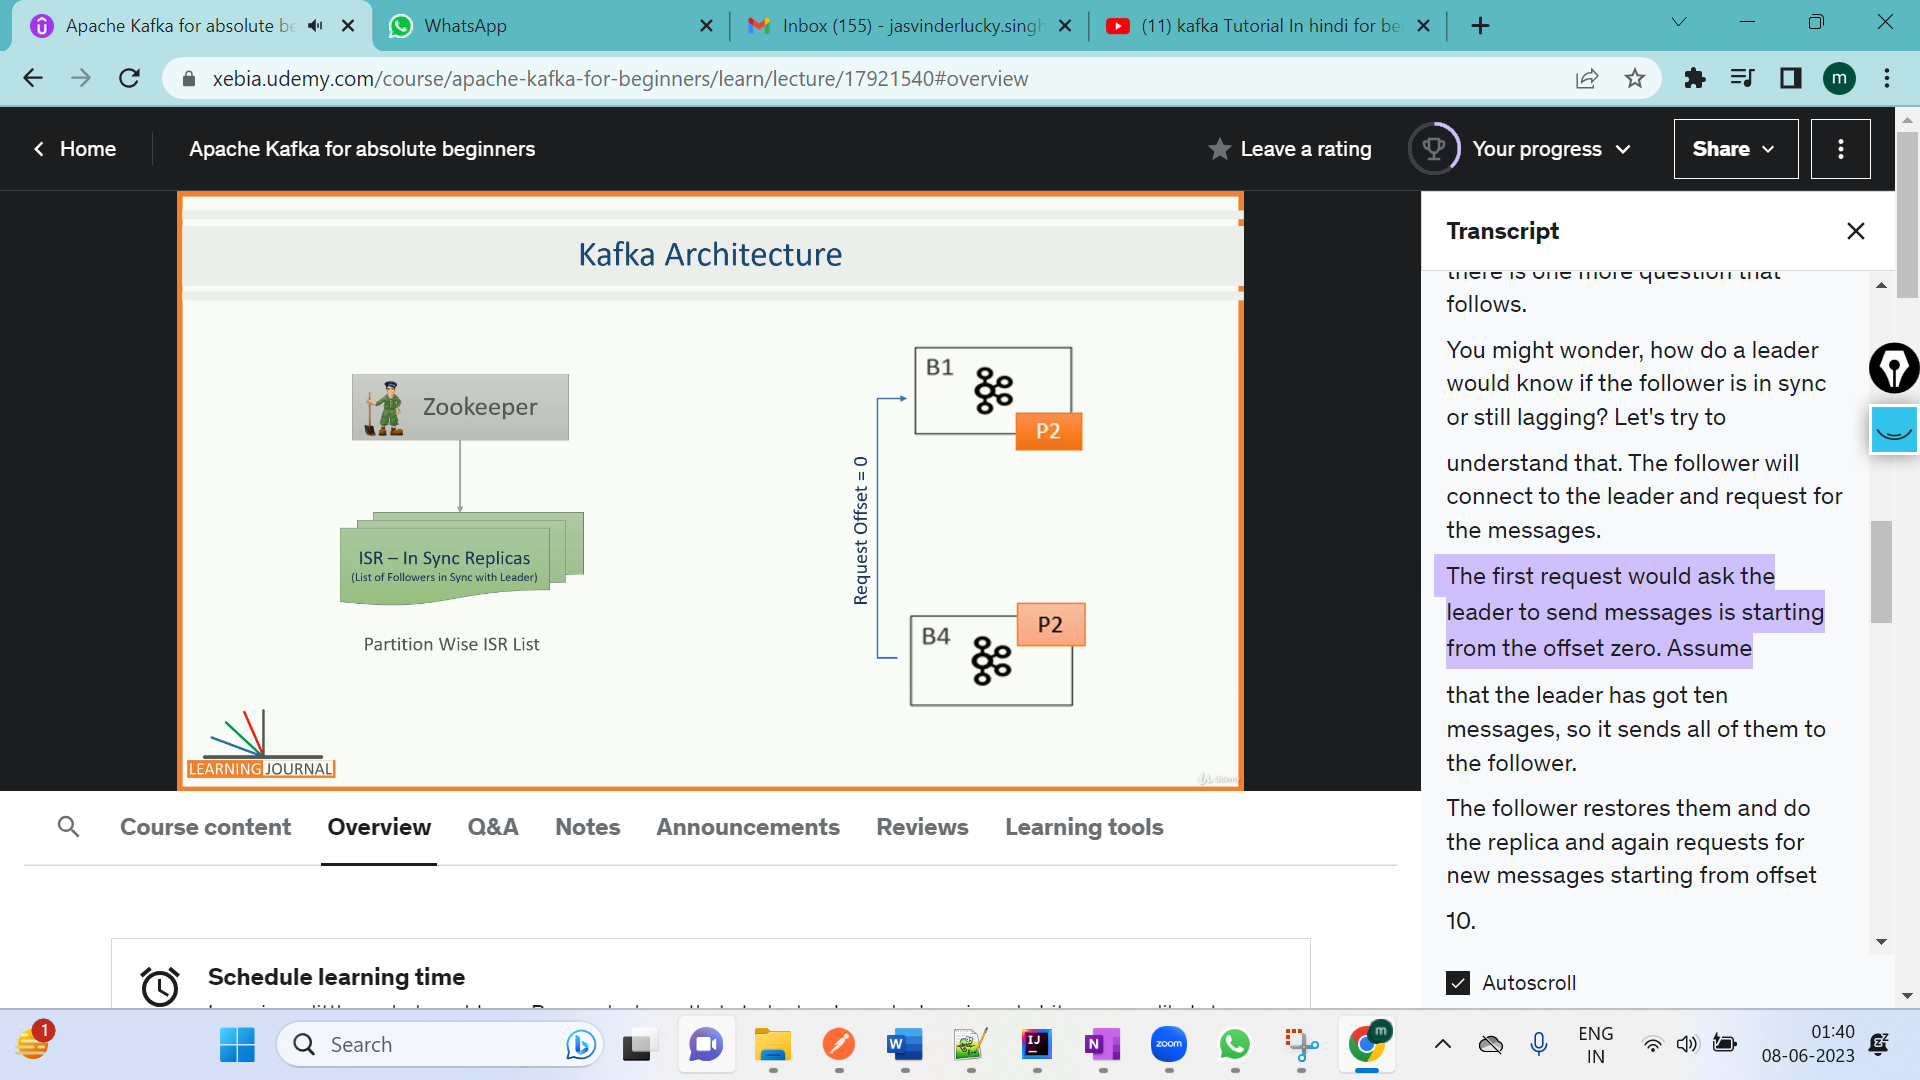 Apache Kafka for absolute be
WhatsApp
Inbox (155) - jasvinderlucky.singh
(11) kafka Tutorial In hindi for be
xebia.udemy.com/course/apache-kafka-for-beginners/learn/lecture/17921540#overview
m
Home
Apache Kafka for absolute beginners
Leave a rating
Your progress
Share
Kafka Architecture
Zookeeper
ISR – In Sync Replicas
(List of Followers in Sync with Leader)
Partition Wise ISR List
B1
P2
Request Offset = 0
B4
P2
LEARNING JOURNAL
Transcript
there is one more question that
follows.
You might wonder, how do a leader
would know if the follower is in sync
or still lagging? Let's try to
understand that. The follower will
connect to the leader and request for
the messages.
The first request would ask the
leader to send messages is starting
from the offset zero. Assume
that the leader has got ten
messages, so it sends all of them to
the follower.
The follower restores them and do
the replica and again requests for
new messages starting from offset
10.
Autoscroll
Course content
Overview
Q&A
Notes
Announcements
Reviews
Learning tools
Schedule learning time
1
Search
W
IJ
N
zoom
m
ENG
IN
01:40
08-06-2023